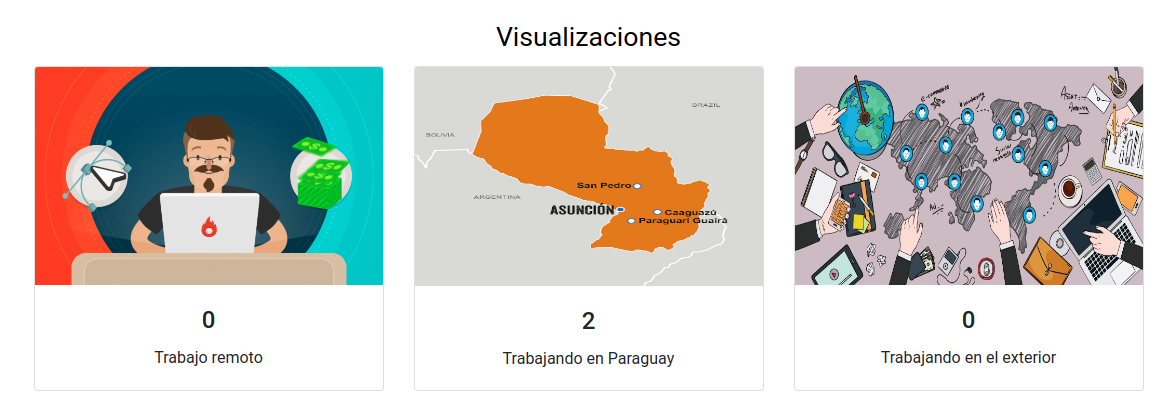 Visualizaciones
BRAZIL
BOLIVIA
ARGENTINA
San Pedro
ASUNCIÓN
Caaguazú
Paraguarí Guairá
e-commerce
0
Trabajo remoto
2
Trabajando en Paraguay
0
Trabajando en el exterior